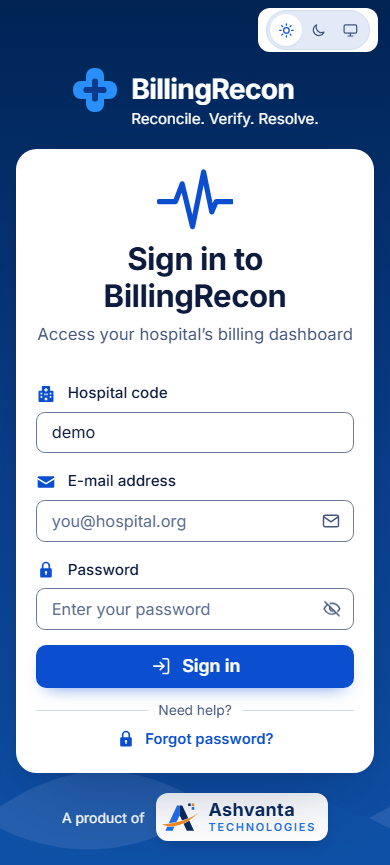 BillingRecon
Reconcile. Verify. Resolve.
Sign in to
BillingRecon
Access your hospital’s billing dashboard
Hospital code
demo
E-mail address
you@hospital.org
Password
Enter your password
Sign in
Need help?
Forgot password?
A product of
Ashvanta
TECHNOLOGIES